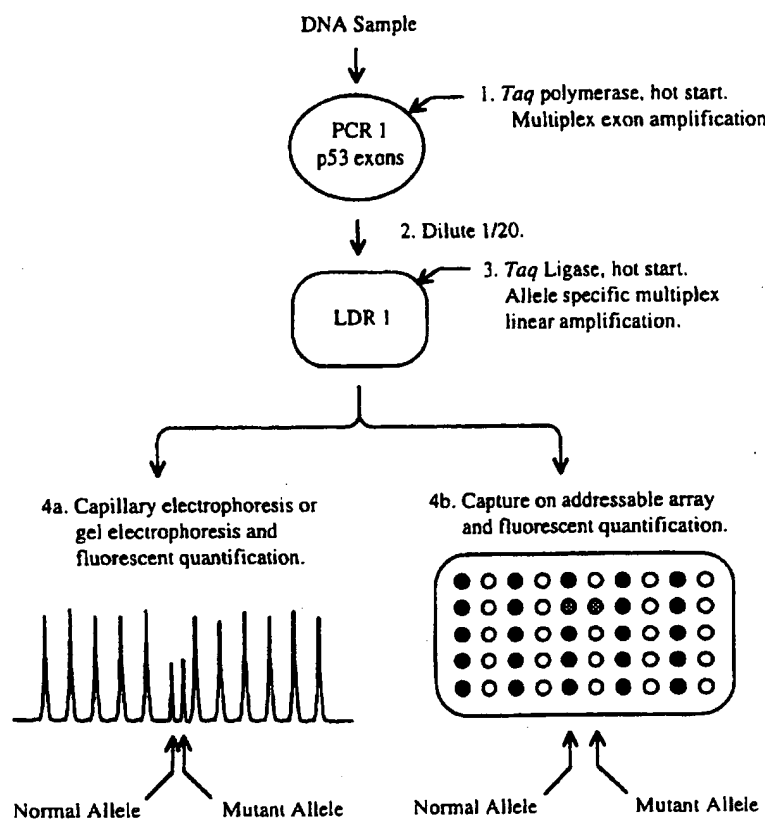 DNA Sample
1. Taq polymerase, hot start.
Multiplex exon amplification
PCR 1
p53 exons
2. Dilute 1/20.
3. Taq Ligase, hot start.
Allele specific multiplex
linear amplification.
LDR 1
4a. Capillary electrophoresis or
gel electrophoresis and
fluorescent quantification.
4b. Capture on addressable array
and fluorescent quantification.
Normal Allele
Mutant Allele
Normal Allele
Mutant Allele